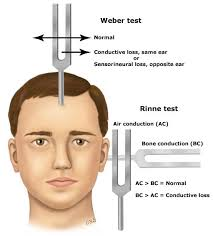 Weber test
Normal
Conductive loss, same ear
or
Sensorineural loss, opposite ear
Rinne test
Air conduction (AC)
Bone conduction (BC)
AC > BC = Normal
BC > AC = Conductive loss